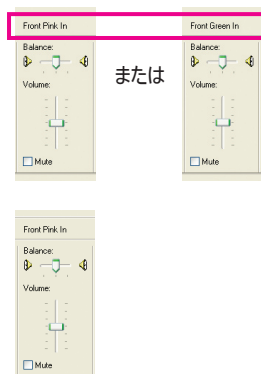 Front Pink In
Balance:
Volume:
Mute
または
Front Green In
Balance:
Volume:
Mute
Front Pink In
Balance:
Volume:
Mute